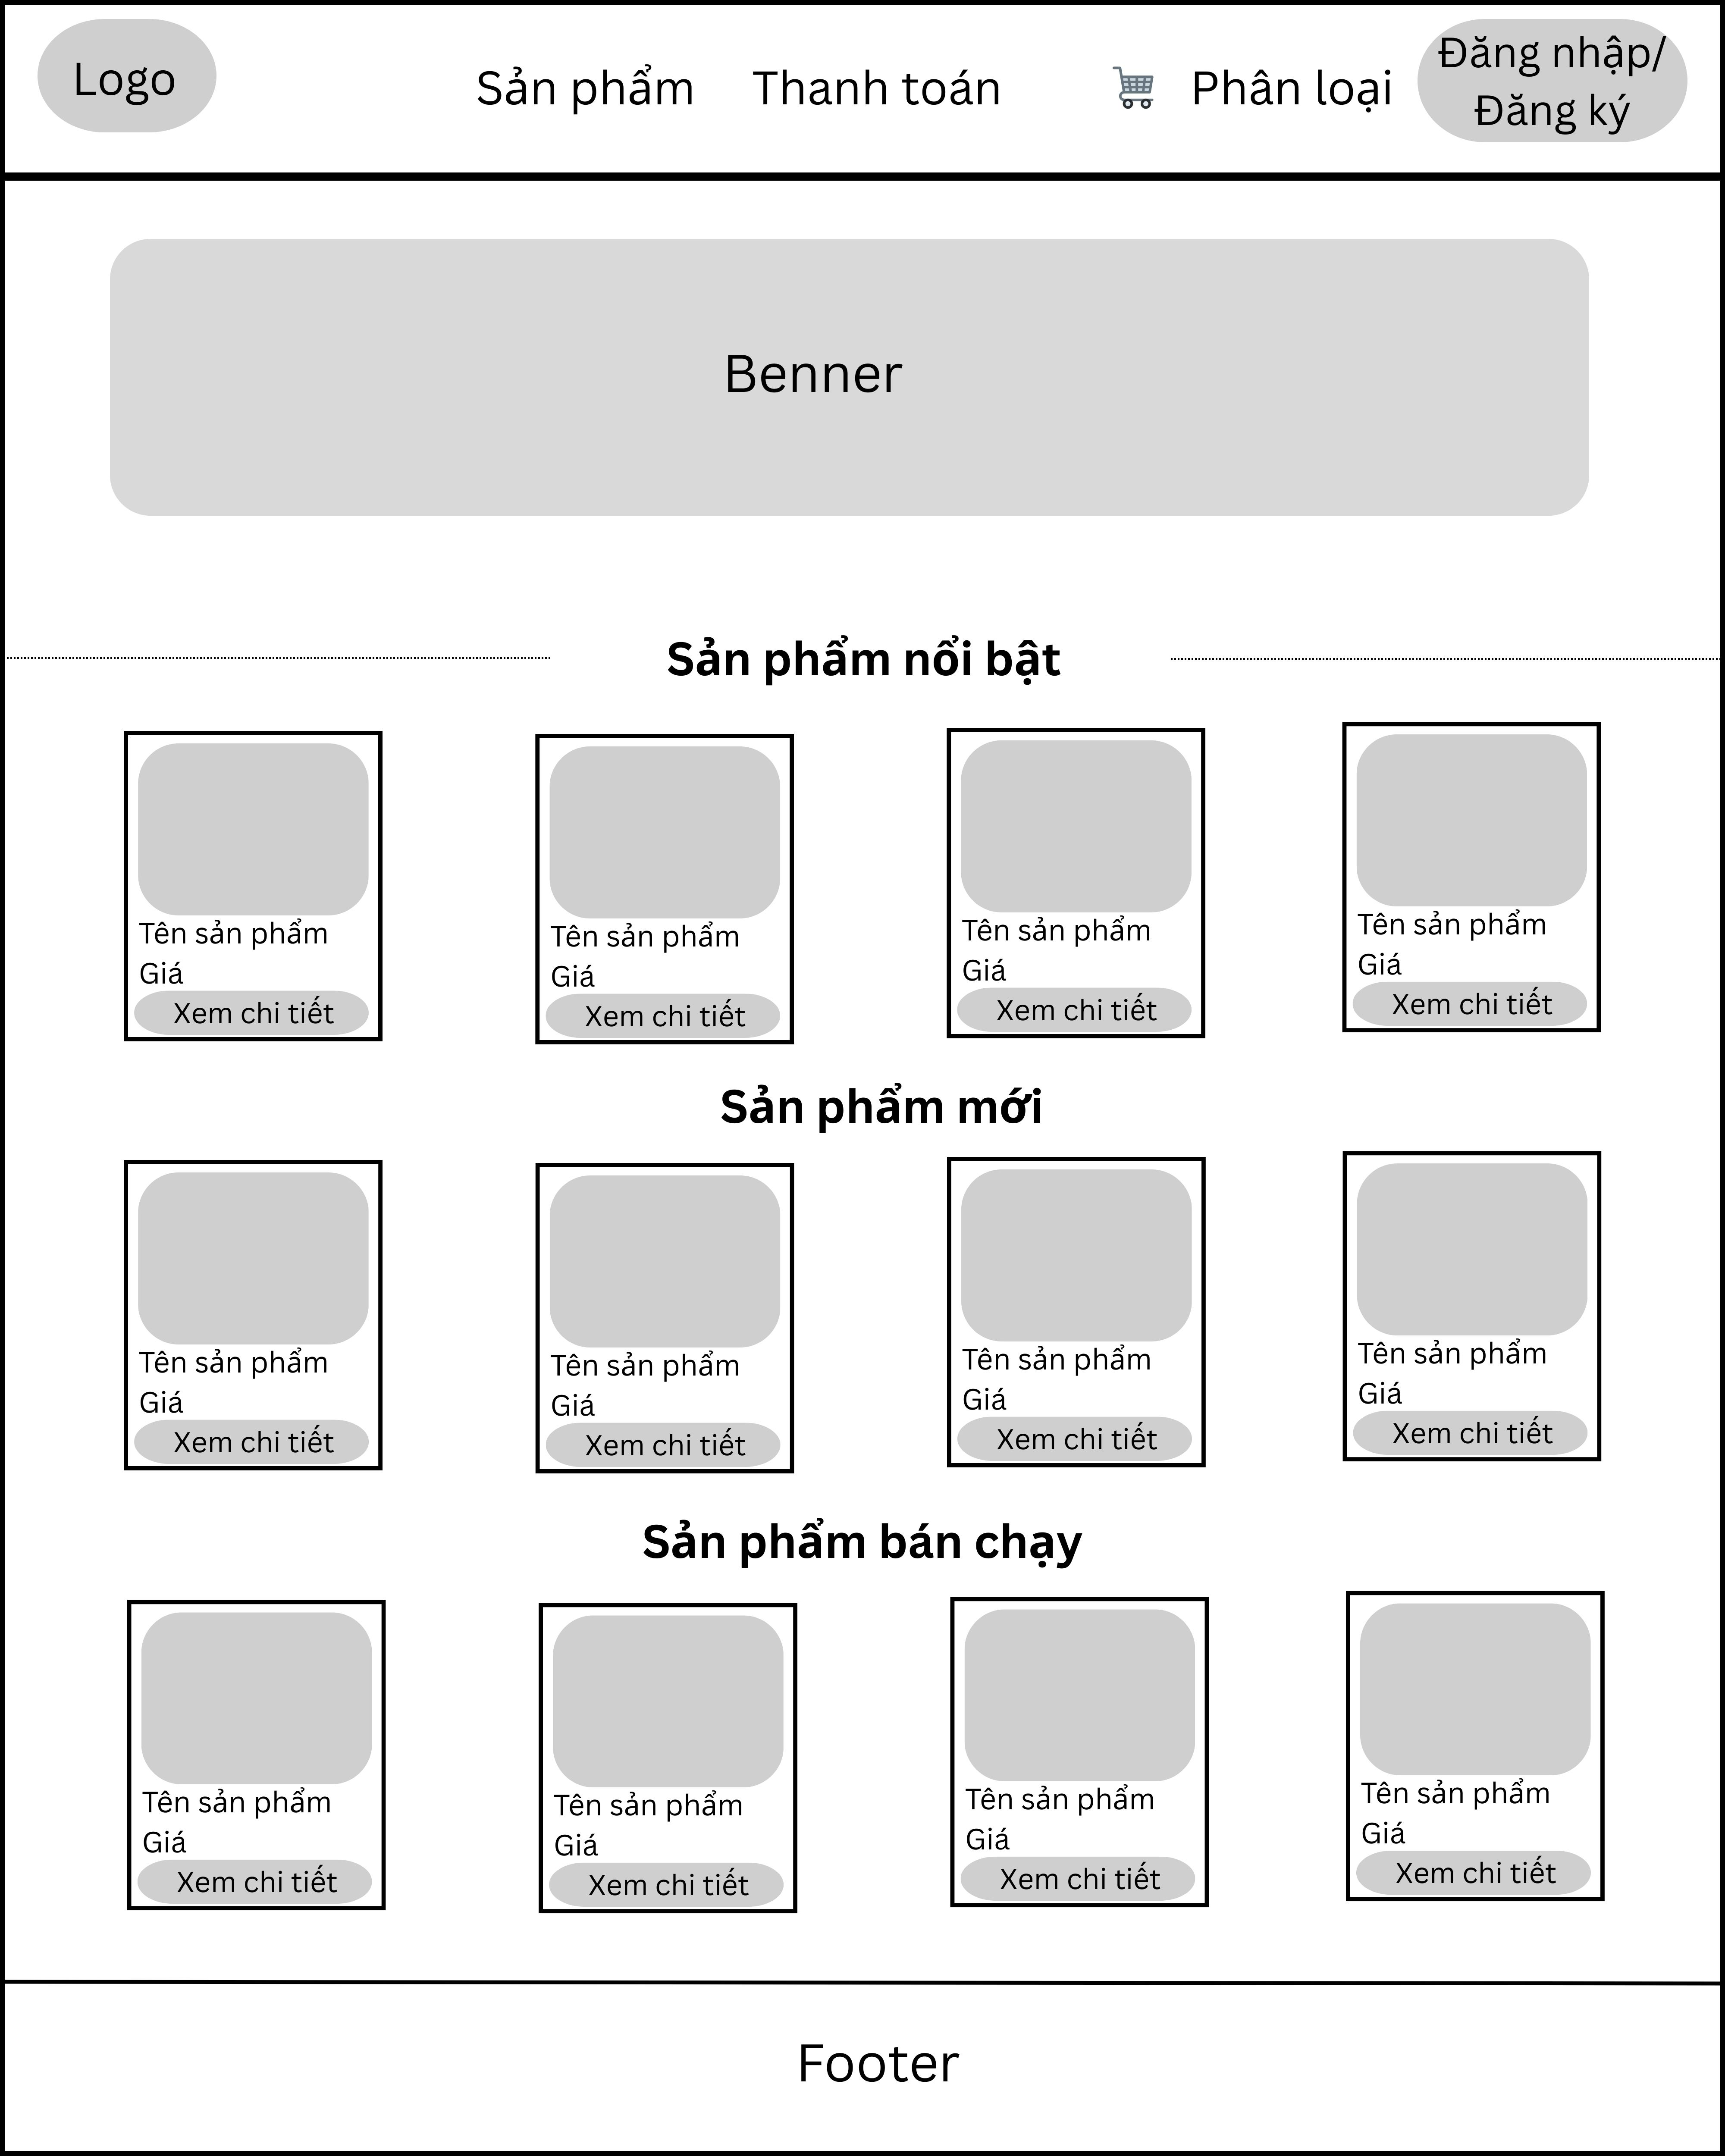 Logo
Sản phẩm
Thanh toán
Phân loại
Đăng nhập/
Đăng ký
Benner
Sản phẩm nổi bật
Tên sản phẩm
Giá
Xem chi tiết
Tên sản phẩm
Giá
Xem chi tiết
Tên sản phẩm
Giá
Xem chi tiết
Tên sản phẩm
Giá
Xem chi tiết
Sản phẩm mới
Tên sản phẩm
Giá
Xem chi tiết
Tên sản phẩm
Giá
Xem chi tiết
Tên sản phẩm
Giá
Xem chi tiết
Tên sản phẩm
Giá
Xem chi tiết
Sản phẩm bán chạy
Tên sản phẩm
Giá
Xem chi tiết
Tên sản phẩm
Giá
Xem chi tiết
Tên sản phẩm
Giá
Xem chi tiết
Tên sản phẩm
Giá
Xem chi tiết
Footer